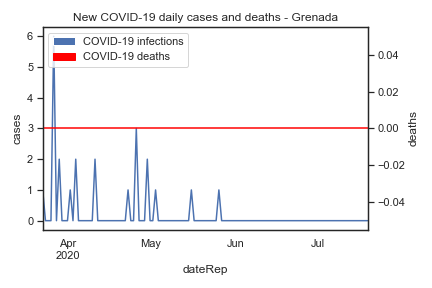 New COVID-19 daily cases and deaths - Grenada
COVID-19 infections
COVID-19 deaths
6
5
4
3
2
1
0
cases
0.04
0.02
0.00
−0.02
−0.04
deaths
Apr May Jun Jul
2020
dateRep